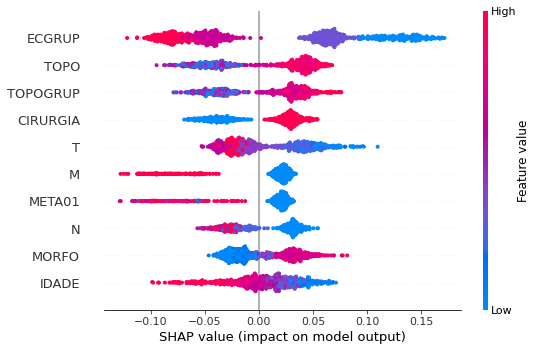 High
ECGRUP
TOPO
TOPOGRUP
CIRURGIA
T
M
META01
N
MORFO
IDADE
Feature value
Low
−0.10 −0.05 0.00 0.05 0.10 0.15
SHAP value (impact on model output)